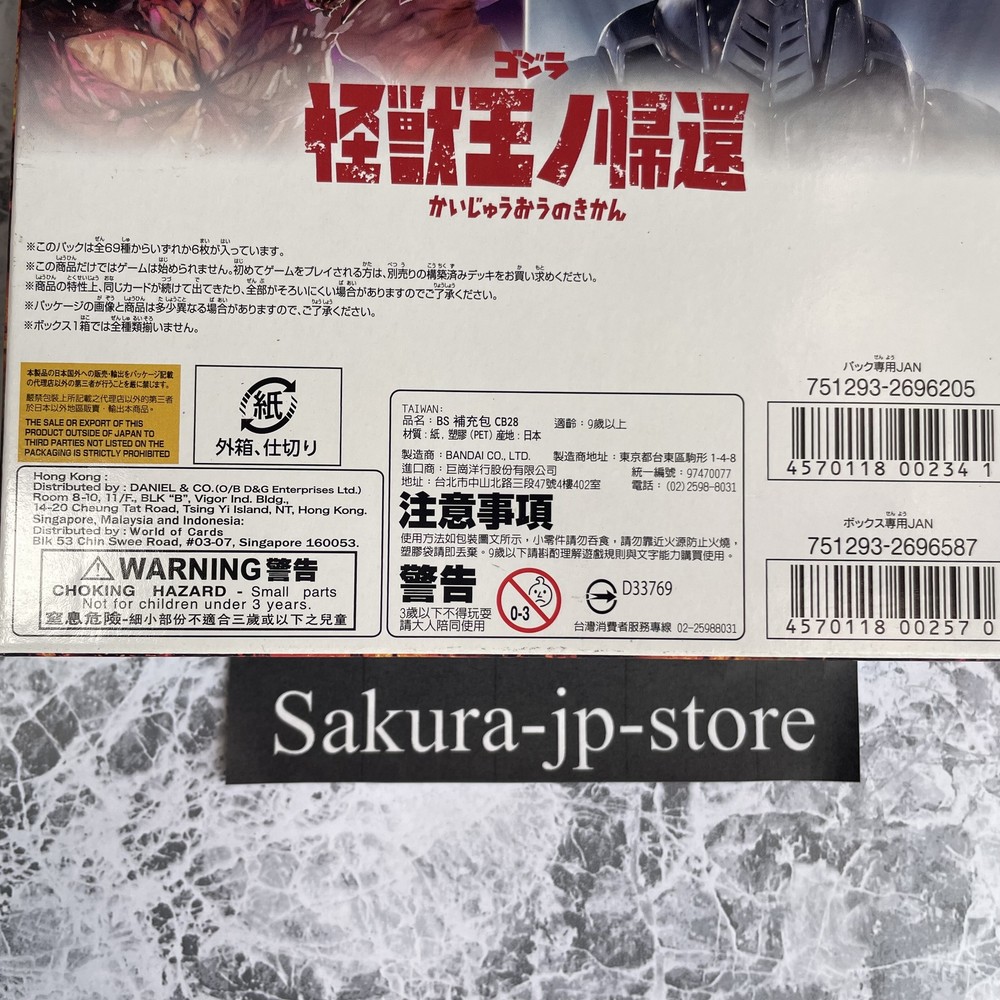 ゴジラ
怪獣王ノ帰還
かいじゅうおうのきかん
※このパックは全69種からいずれか6枚が入っています。
※この商品だけではゲームは始められません。初めてゲームをプレイされる方は、別売りの構築済みデッキをお買い求めください。
※商品の特性上、同じカードが続けて出てきたり、全部がそろいにくい場合がありますのでご了承ください。
※パッケージの画像と商品は多少異なる場合がありますので、ご了承ください。
※ボックス1箱では全種類揃いません。
本製品の日本国外への販売・輸出をパッケージ記載
の代理店以外の第三者が行うことを厳に禁じます。
嚴禁包裝上所記載之代理店以外的第三者
於日本以外地區販賣・輸出本商品。
THE SALE OR EXPORT OF THIS
PRODUCT OUTSIDE OF JAPAN TO
THIRD PARTIES NOT LISTED ON THE
PACKAGING IS STRICTLY PROHIBITED
紙
外箱、仕切り
Hong Kong :
Distributed by : DANIEL & CO.(O/B D&G Enterprises Ltd.)
Room 8-10, 11/F., BLK “B”, Vigor Ind. Bldg.,
14-20 Cheung Tat Road, Tsing Yi Island, NT, Hong Kong.
Singapore, Malaysia and Indonesia:
Distributed by : World of Cards
Blk 53 Chin Swee Road, #03-07, Singapore 160053.
WARNING 警告
CHOKING HAZARD - Small parts
Not for children under 3 years.
窒息危險-細小部份不適合三歲或以下之兒童
TAIWAN:
品名：BS 補充包 CB28 適齡：9歲以上
材質：紙，塑膠（PET）産地：日本
製造商：BANDAI CO., LTD. 製造商地址：東京都台東區駒形 1-4-8
進口商：巨崗洋行股份有限公司 統一編號：97470077
地址：台北市中山北路三段47號4樓402室 電話：(02)2598-8031
注意事項
使用方法如包裝圖文所示，小零件請勿吞食，請勿靠近火源防止火燒，
塑膠袋請即丟棄。9歲以下請斟酌理解遊戲規則與文字能力購買使用。
警告
3歲以下不得玩耍
請大人陪同使用
0-3
D33769
台灣消費者服務專線 02-25988031
パック専用JAN
751293-2696205
4570118 00234 1
ボックス専用JAN
751293-2696587
4570118 00257 0
Sakura-jp-store